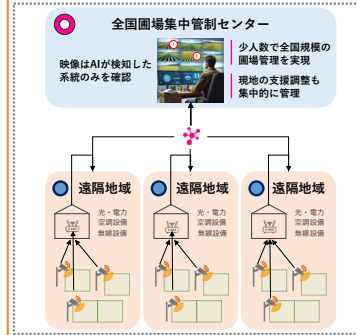 全国圃場集中管制センター
映像はAIが検知した
系統のみを確認
少人数で全国規模の
圃場管理を実現
現地の支援調整も
集中的に管理
遠隔地域
光・電力
空調設備
無線設備
遠隔地域
光・電力
空調設備
無線設備
遠隔地域
光・電力
空調設備
無線設備